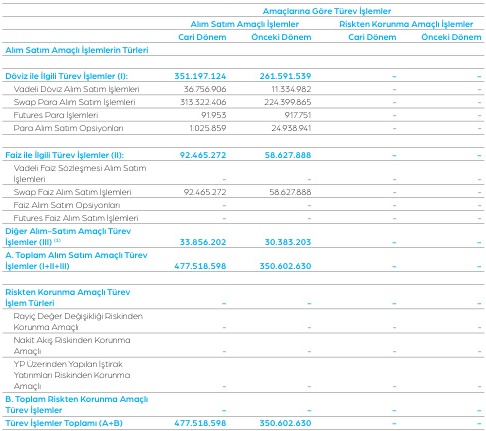 Amaçlarına Göre Türev İşlemler
Alım Satım Amaçlı İşlemler Riskten Korunma Amaçlı İşlemler
Cari Dönem Önceki Dönem Cari Dönem Önceki Dönem
Alım Satım Amaçlı İşlemlerin Türleri
Döviz ile İlgili Türev İşlemler (I): 351.197.124 261.591.539 – –
Vadeli Döviz Alım Satım İşlemleri 36.756.906 11.334.982 - -
Swap Para Alım Satım İşlemleri 313.322.406 224.399.865 - -
Futures Para İşlemleri 91.953 917.751 - -
Para Alım Satım Opsiyonları 1.025.859 24.938.941 - -
Faiz ile İlgili Türev İşlemler (II): 92.465.272 58.627.888 – –
Vadeli Faiz Sözleşmesi Alım Satım
İşlemleri - - - -
Swap Faiz Alım Satım İşlemleri 92.465.272 58.627.888 - -
Faiz Alım Satım Opsiyonları - - - -
Futures Faiz Alım Satım İşlemleri - - - -
Diğer Alım-Satım Amaçlı Türev
İşlemler (III) (1) 33.856.202 30.383.203 – –
A. Toplam Alım Satım Amaçlı Türev
İşlemler (I+II+III) 477.518.598 350.602.630 – –
Riskten Korunma Amaçlı Türev
İşlem Türleri – – – –
Rayiç Değer Değişikliği Riskinden
Korunma Amaçlı - - - -
Nakit Akış Riskinden Korunma
Amaçlı - - - -
YP Üzerinden Yapılan İştirak
Yatırımları Riskinden Korunma
Amaçlı - - - -
B. Toplam Riskten Korunma Amaçlı
Türev İşlemler – – – –
Türev İşlemler Toplamı (A+B) 477.518.598 350.602.630 – –